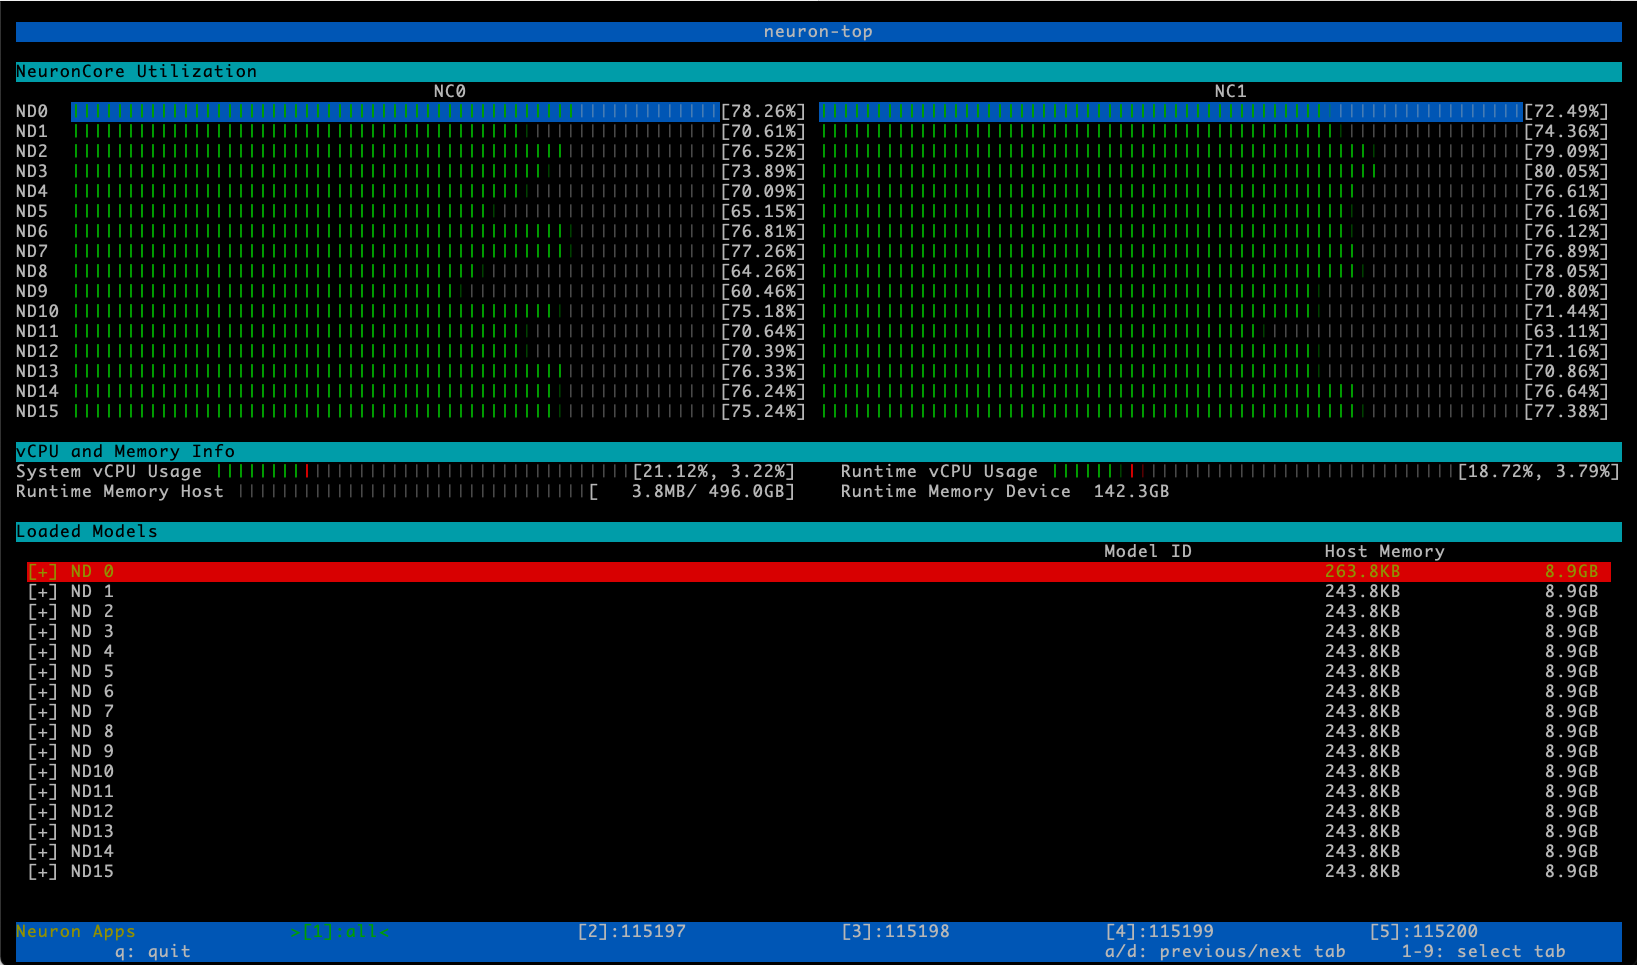 neuron-top
NeuronCore Utilization
NC0 NC1
ND0 [78.26%] [72.49%]
ND1 [70.61%] [74.36%]
ND2 [76.52%] [79.09%]
ND3 [73.89%] [80.05%]
ND4 [70.09%] [76.61%]
ND5 [65.15%] [76.16%]
ND6 [76.81%] [76.12%]
ND7 [77.26%] [76.89%]
ND8 [64.26%] [78.05%]
ND9 [60.46%] [70.80%]
ND10 [75.18%] [71.44%]
ND11 [70.64%] [63.11%]
ND12 [70.39%] [71.16%]
ND13 [76.33%] [70.86%]
ND14 [76.24%] [76.64%]
ND15 [75.24%] [77.38%]
vCPU and Memory Info
System vCPU Usage [21.12%, 3.22%] Runtime vCPU Usage [18.72%, 3.79%]
Runtime Memory Host [ 3.8MB/ 496.0GB] Runtime Memory Device 142.3GB
Loaded Models
Model ID Host Memory
[+] ND 0 263.8KB 8.9GB
[+] ND 1 243.8KB 8.9GB
[+] ND 2 243.8KB 8.9GB
[+] ND 3 243.8KB 8.9GB
[+] ND 4 243.8KB 8.9GB
[+] ND 5 243.8KB 8.9GB
[+] ND 6 243.8KB 8.9GB
[+] ND 7 243.8KB 8.9GB
[+] ND 8 243.8KB 8.9GB
[+] ND 9 243.8KB 8.9GB
[+] ND10 243.8KB 8.9GB
[+] ND11 243.8KB 8.9GB
[+] ND12 243.8KB 8.9GB
[+] ND13 243.8KB 8.9GB
[+] ND14 243.8KB 8.9GB
[+] ND15 243.8KB 8.9GB
Neuron Apps >[1]:all< [2]:115197 [3]:115198 [4]:115199 [5]:115200
q: quit a/d: previous/next tab 1-9: select tab